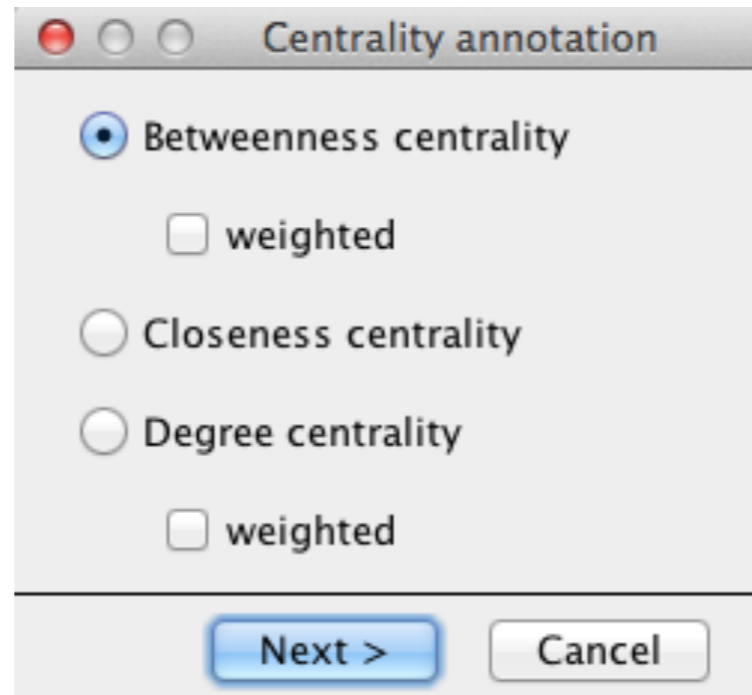 Centrality annotation
Betweenness centrality
weighted
Closeness centrality
Degree centrality
weighted
Next > Cancel